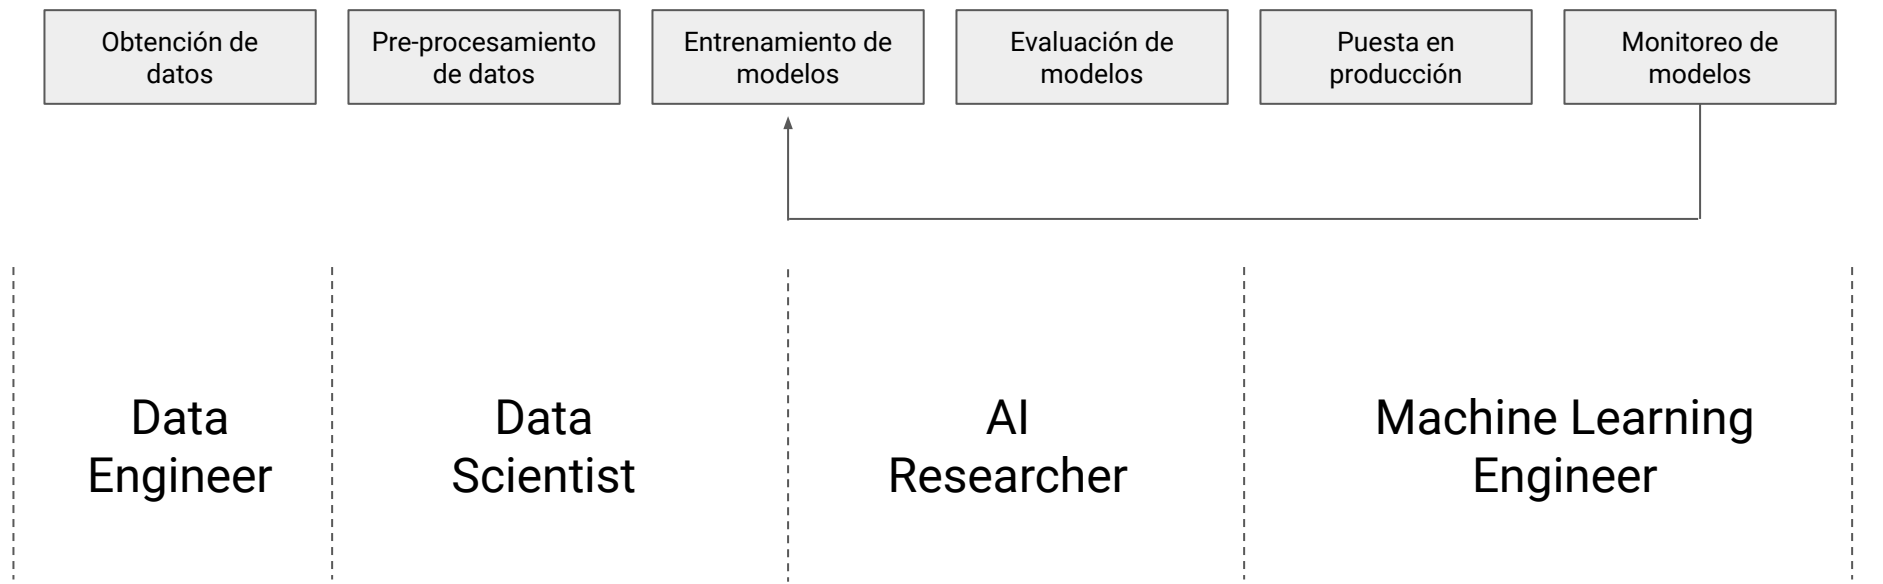 Obtención de
datos
Pre-procesamiento
de datos
Entrenamiento de
modelos
Evaluación de
modelos
Puesta en
producción
Monitoreo de
modelos
Data
Engineer
Data
Scientist
AI
Researcher
Machine Learning
Engineer